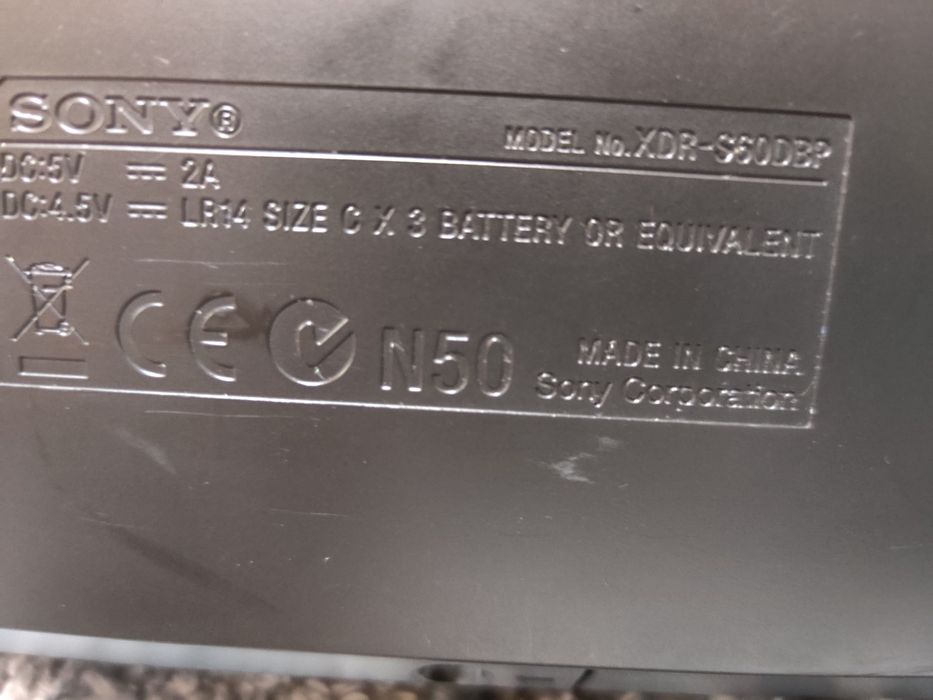 SONY®
MODEL No.XDR-S60DBP
DC:5V ⎓ 2A
DC:4.5V ⎓ LR14 SIZE C X 3 BATTERY OR EQUIVALENT
CE N50
MADE IN CHINA
Sony Corporation